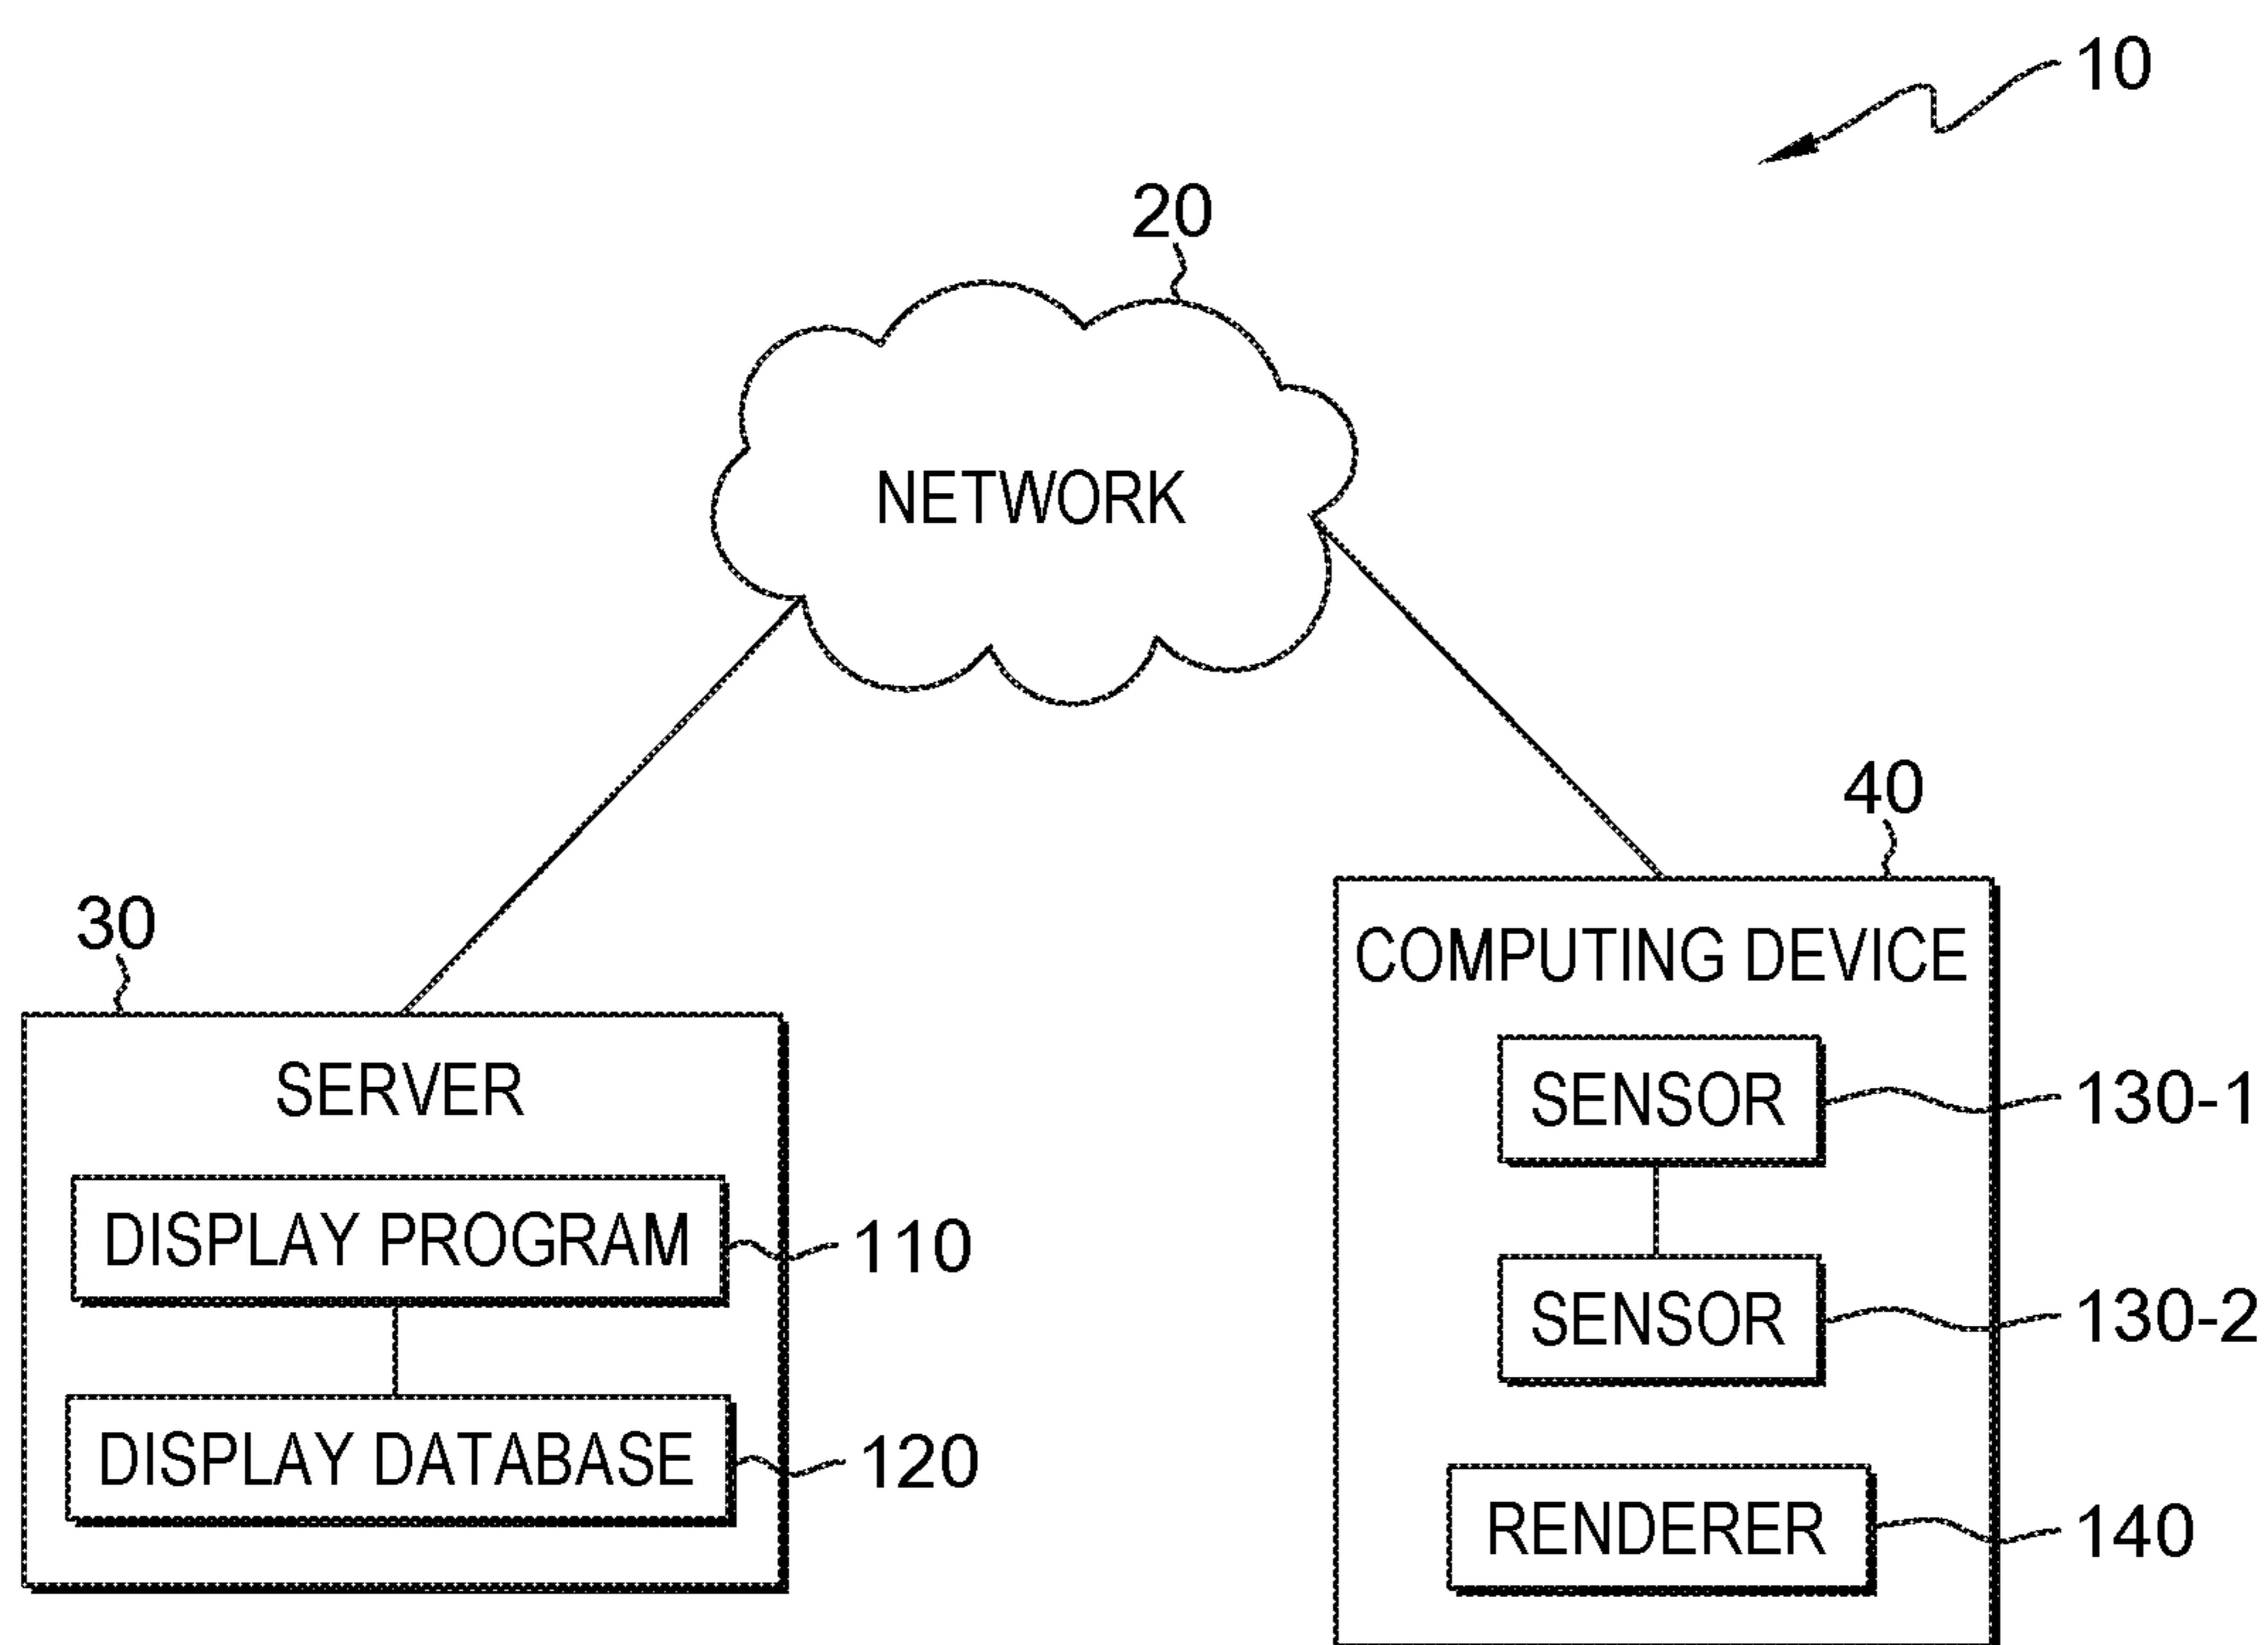 10
20
NETWORK
30
SERVER
DISPLAY PROGRAM
110
DISPLAY DATABASE
120
40
COMPUTING DEVICE
SENSOR
130-1
SENSOR
130-2
RENDERER
140